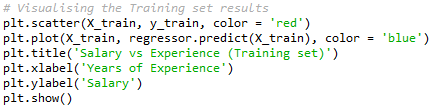 # Visualising the Training set results
plt.scatter(X_train, y_train, color = 'red')
plt.plot(X_train, regressor.predict(X_train), color = 'blue')
plt.title('Salary vs Experience (Training set)')
plt.xlabel('Years of Experience')
plt.ylabel('Salary')
plt.show()